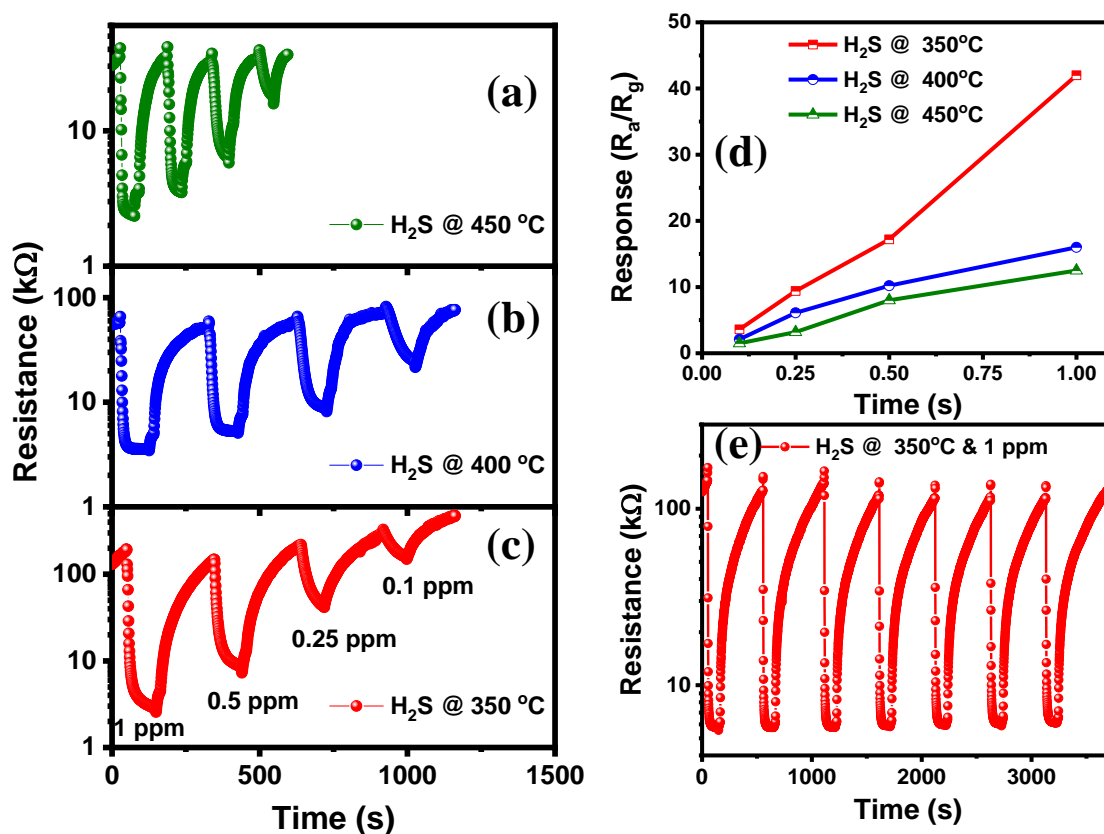 (a)
10
1
H₂S @ 450 °C
(b)
100
10
1
H₂S @ 400 °C
(c)
100
10
1
0.1 ppm
0.25 ppm
0.5 ppm
1 ppm
H₂S @ 350 °C
0 500 1000 1500
Time (s)
Resistance (kΩ)
50
40
30
20
10
0
H₂S @ 350°C
H₂S @ 400°C
H₂S @ 450°C
(d)
0.00 0.25 0.50 0.75 1.00
Time (s)
Response (Ra/Rg)
(e)
H₂S @ 350°C & 1 ppm
100
10
0 1000 2000 3000
Time (s)
Resistance (kΩ)